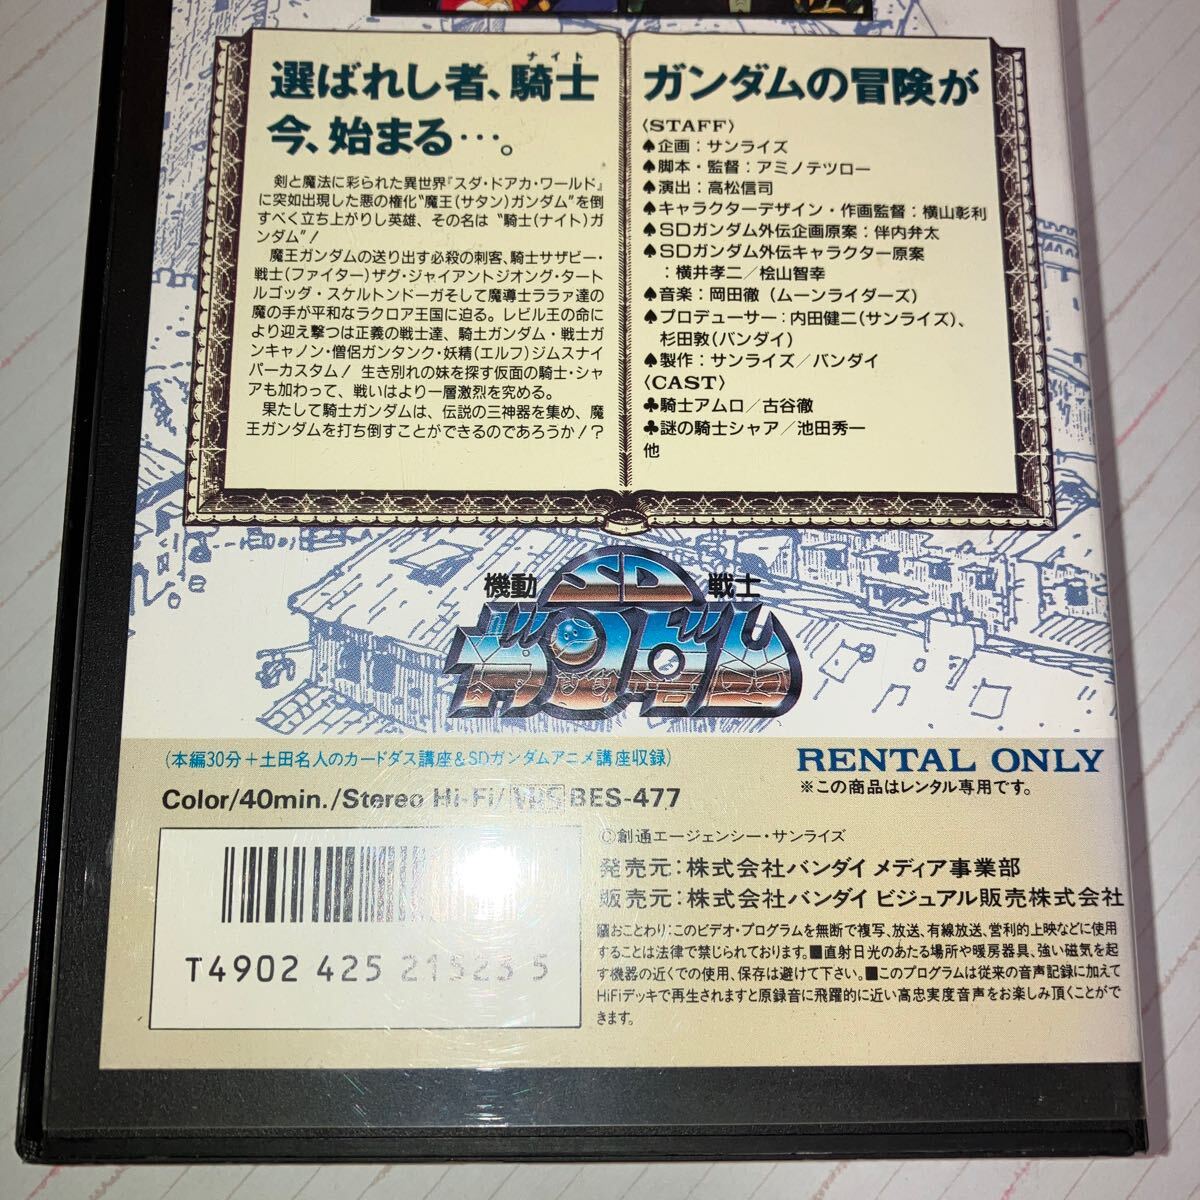 選ばれし者、騎士
ナイト
ガンダムの冒険が
今、始まる…。
剣と魔法に彩られた異世界『スダ・ドアカ・ワールド』
に突如出現した悪の権化"魔王(サタン)ガンダム"を倒
すべく立ち上がりし英雄、その名は"騎士(ナイト)ガ
ンダム"!
魔王ガンダムの送り出す必殺の刺客、騎士サザビー・
戦士(ファイター)ザク・ジャイアントジオング・タート
ルゴッグ・スケルトンドーガそして魔導士ララァ達の
魔の手が平和なラクロア王国に迫る。レビル王の命に
より迎え撃つは正義の戦士達、騎士ガンダム・戦士ガ
ンキャノン・僧侶ガンタンク・妖精(エルフ)ジムスナイ
パーカスタム! 生き別れの妹を探す仮面の騎士・シャ
アも加わって、戦いはより一層激烈を究める。
果たして騎士ガンダムは、伝説の三神器を集め、魔
王ガンダムを打ち倒すことができるのであろうか!?
〈STAFF〉
♠企画:サンライズ
♠脚本・監督:アミノテツロー
♠演出:高松信司
♠キャラクターデザイン・作画監督:横山彰利
♠SDガンダム外伝企画原案:伴内弁太
♠SDガンダム外伝キャラクター原案
:横井孝二/桧山智幸
♠音楽:岡田徹(ムーンライダーズ)
♠プロデューサー:内田健二(サンライズ)、
杉田敦(バンダイ)
♠製作:サンライズ/バンダイ
〈CAST〉
♣騎士アムロ/古谷徹
♣謎の騎士シャア/池田秀一
他
機動 SD 戦士
ガンダム
(本編30分+土田名人のカードダス講座&SDガンダムアニメ講座収録)
Color/40min./Stereo Hi-Fi/VHS BES-477
RENTAL ONLY
※この商品はレンタル専用です。
T4902 425 21523 5
©創通エージェンシー・サンライズ
発売元:株式会社バンダイ メディア事業部
販売元:株式会社バンダイ ビジュアル販売株式会社
■おことわり:このビデオ・プログラムを無断で複写、放送、有線放送、営利的上映などに使用
することは法律で禁じられております。■直射日光のあたる場所や暖房器具、強い磁気を起
す機器の近くでの使用、保存は避けて下さい。■このプログラムは従来の音声記録に加えて
HiFiデッキで再生されますと原録音に飛躍的に近い高忠実度音声をお楽しみ頂くことがで
きます。